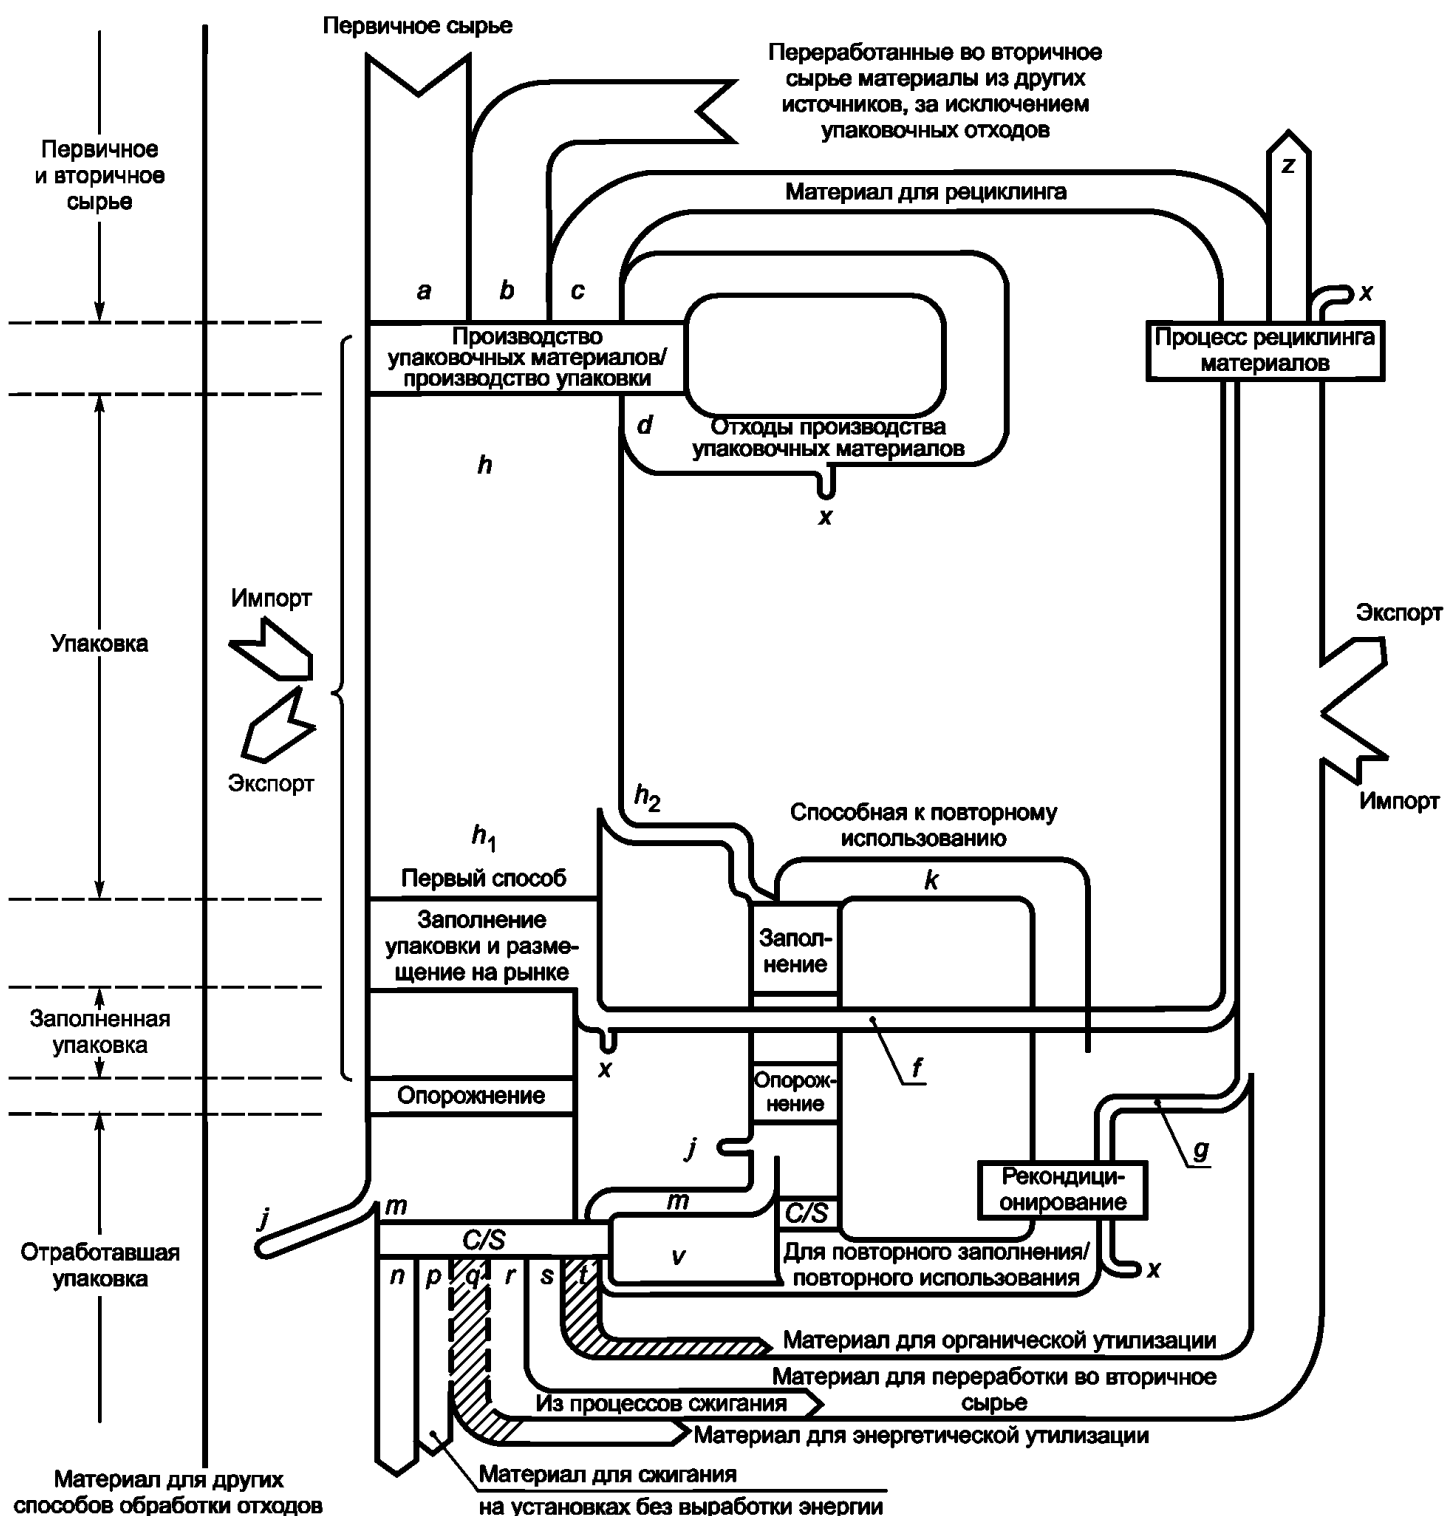 Первичное сырье
Переработанные во вторичное
сырье материалы из других
источников, за исключением
упаковочных отходов
Первичное
и вторичное
сырье
Материал для рециклинга
z
a
b
c
x
Производство
упаковочных материалов/
производство упаковки
Процесс рециклинга
материалов
d
Отходы производства
упаковочных материалов
h
x
Импорт
Упаковка
Экспорт
Экспорт
Импорт
h2
h1
Способная к повторному
использованию
k
Первый способ
Заполнение
упаковки и разме-
щение на рынке
Запол-
нение
Заполненная
упаковка
x
f
Опорожнение
Опорож-
нение
j
g
Рекондици-
онирование
j
m
m
C/S
C/S
v
Для повторного заполнения/
повторного использования
x
Отработавшая
упаковка
n
p
q
r
s
t
Материал для органической утилизации
Материал для переработки во вторичное
сырье
Из процессов сжигания
Материал для энергетической утилизации
Материал для сжигания
на установках без выработки энергии
Материал для других
способов обработки отходов